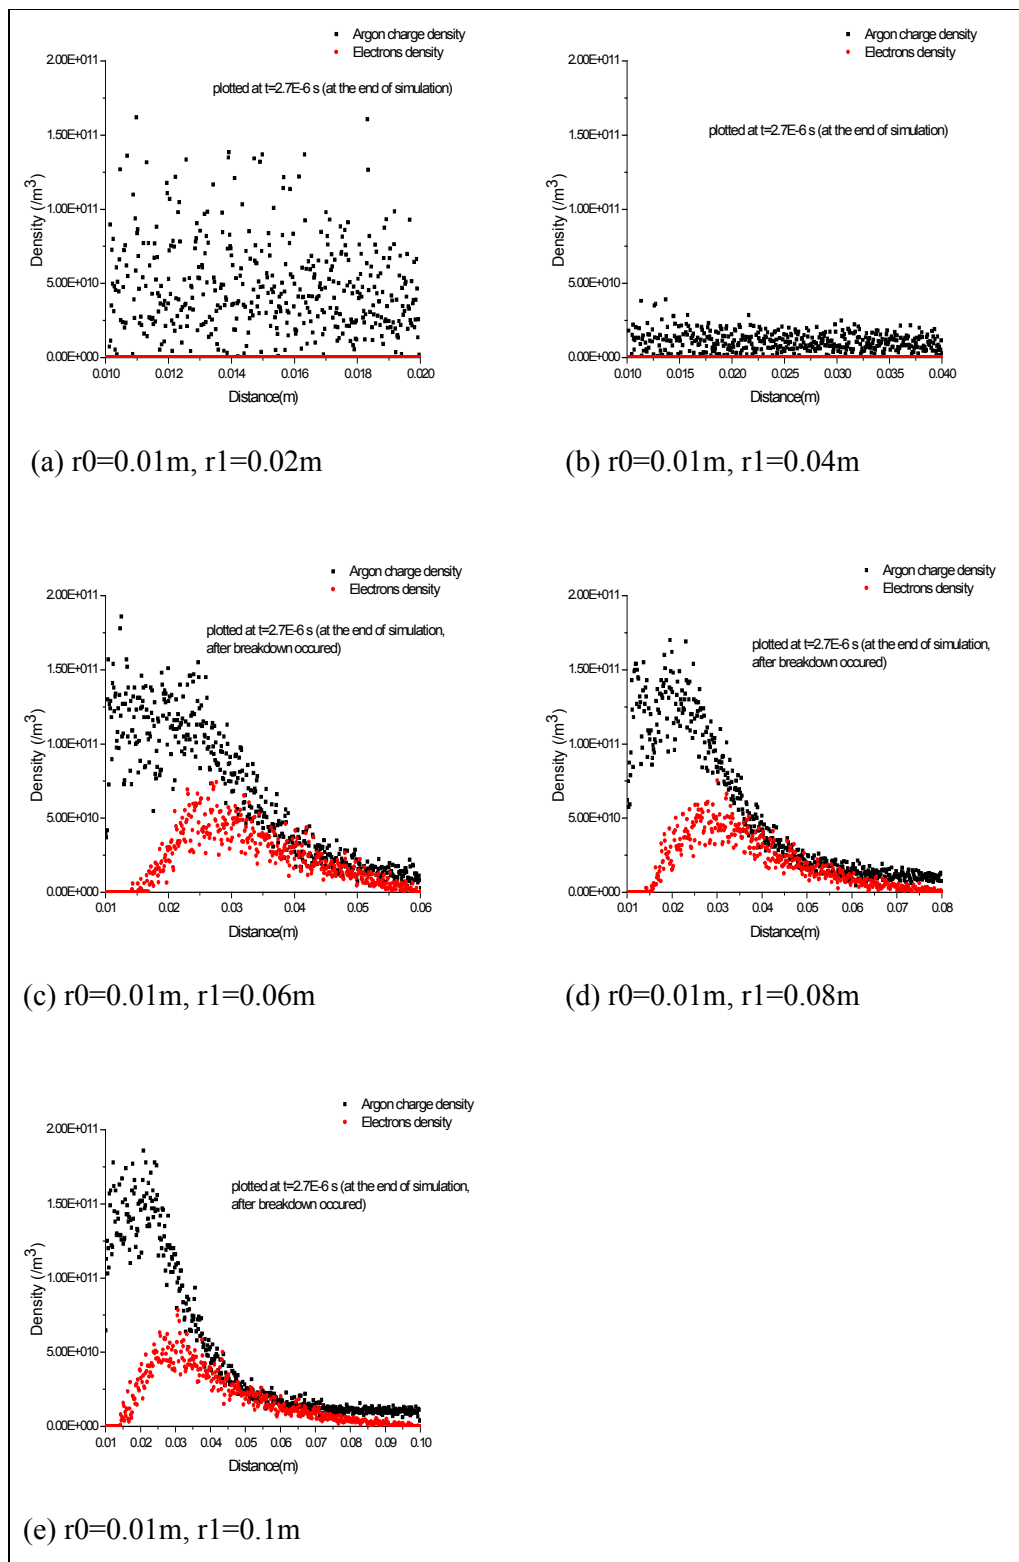 Argon charge density
Electrons density
2.00E+011
1.50E+011
1.00E+011
5.00E+010
0.00E+000
Density (/m3)
plotted at t=2.7E-6 s (at the end of simulation)
0.010 0.012 0.014 0.016 0.018 0.020
Distance(m)
(a) r0=0.01m, r1=0.02m
Argon charge density
Electrons density
2.00E+011
1.50E+011
1.00E+011
5.00E+010
0.00E+000
Density (/m3)
plotted at t=2.7E-6 s (at the end of simulation)
0.010 0.015 0.020 0.025 0.030 0.035 0.040
Distance(m)
(b) r0=0.01m, r1=0.04m
Argon charge density
Electrons density
2.00E+011
1.50E+011
1.00E+011
5.00E+010
0.00E+000
Density (/m3)
plotted at t=2.7E-6 s (at the end of simulation,
after breakdown occured)
0.01 0.02 0.03 0.04 0.05 0.06
Distance(m)
(c) r0=0.01m, r1=0.06m
Argon charge density
Electrons density
2.00E+011
1.50E+011
1.00E+011
5.00E+010
0.00E+000
Density (/m3)
plotted at t=2.7E-6 s (at the end of simulation,
after breakdown occured)
0.01 0.02 0.03 0.04 0.05 0.06 0.07 0.08
Distance(m)
(d) r0=0.01m, r1=0.08m
Argon charge density
Electrons density
2.00E+011
1.50E+011
1.00E+011
5.00E+010
0.00E+000
Density (/m3)
plotted at t=2.7E-6 s (at the end of simulation,
after breakdown occured)
0.01 0.02 0.03 0.04 0.05 0.06 0.07 0.08 0.09 0.10
Distance(m)
(e) r0=0.01m, r1=0.1m